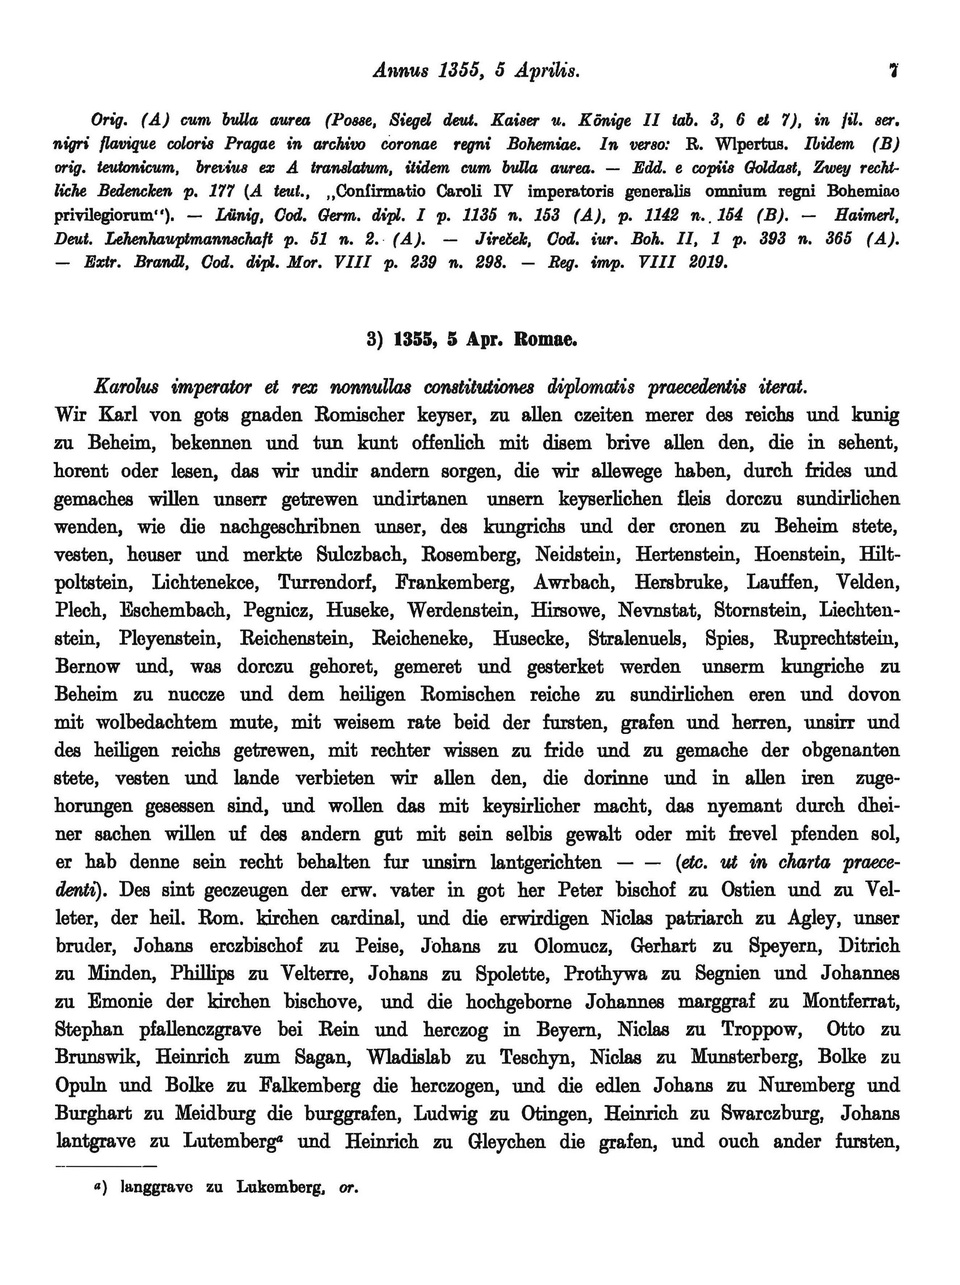 Annus 1355, 5 Aprilis. 7
Orig. (A) cum bulla aurea (Posse, Siegel deut. Kaiser u. Könige II tab. 3, 6 et 7), in fil. ser.
nigri flavique coloris Pragae in archivo coronae regni Bohemiae. In verso: R. Wlpertus. Ibidem (B)
orig. teutonicum, brevius ex A translatum, itidem cum bulla aurea. — Edd. e copiis Goldast, Zwey recht-
liche Bedencken p. 177 (A teut., „Confirmatio Caroli IV imperatoris generalis omnium regni Bohemiae
privilegiorum“). — Lünig, Cod. Germ. dipl. I p. 1135 n. 153 (A), p. 1142 n. 154 (B). — Haimerl,
Deut. Lehenhauptmannschaft p. 51 n. 2. (A). — Jireček, Cod. iur. Boh. II, 1 p. 393 n. 365 (A).
— Extr. Brandl, Cod. dipl. Mor. VIII p. 239 n. 298. — Reg. imp. VIII 2019.
3) 1355, 5 Apr. Romae.
Karolus imperator et rex nonnullas constitutiones diplomatis praecedentis iterat.
Wir Karl von gots gnaden Romischer keyser, zu allen czeiten merer des reichs und kunig
zu Beheim, bekennen und tun kunt offenlich mit disem brive allen den, die in sehent,
horent oder lesen, das wir undir andern sorgen, die wir allewege haben, durch frides und
gemaches willen unserr getrewen undirtanen unsern keyserlichen fleis dorczu sundirlichen
wenden, wie die nachgeschribnen unser, des kungrichs und der cronen zu Beheim stete,
vesten, heuser und merkte Sulczbach, Rosemberg, Neidstein, Hertenstein, Hoenstein, Hilt-
poltstein, Lichtenekce, Turrendorf, Frankemberg, Awrbach, Hersbruke, Lauffen, Velden,
Plech, Eschembach, Pegnicz, Huseke, Werdenstein, Hirsowe, Nevnstat, Stornstein, Liechten-
stein, Pleyenstein, Reichenstein, Reicheneke, Husecke, Stralenuels, Spies, Ruprechtstein,
Bernow und, was dorczu gehoret, gemeret und gesterket werden unserm kungriche zu
Beheim zu nuccze und dem heiligen Romischen reiche zu sundirlichen eren und dovon
mit wolbedachtem mute, mit weisem rate beid der fursten, grafen und herren, unsirr und
des heiligen reichs getrewen, mit rechter wissen zu fride und zu gemache der obgenanten
stete, vesten und lande verbieten wir allen den, die dorinne und in allen iren zuge-
horungen gesessen sind, und wollen das mit keysirlicher macht, das nyemant durch dhei-
ner sachen willen uf des andern gut mit sein selbis gewalt oder mit frevel pfenden sol,
er hab denne sein recht behalten fur unsirn lantgerichten — — (etc. ut in charta praece-
denti). Des sint geczeugen der erw. vater in got her Peter bischof zu Ostien und zu Vel-
leter, der heil. Rom. kirchen cardinal, und die erwirdigen Niclas patriarch zu Agley, unser
bruder, Johans erczbischof zu Peise, Johans zu Olomucz, Gerhart zu Speyern, Ditrich
zu Minden, Phillips zu Velterre, Johans zu Spolette, Prothywa zu Segnien und Johannes
zu Emonie der kirchen bischove, und die hochgeborne Johannes marggraf zu Montferrat,
Stephan pfallenczgrave bei Rein und herczog in Beyern, Niclas zu Troppow, Otto zu
Brunswik, Heinrich zum Sagan, Wladislab zu Teschyn, Niclas zu Munsterberg, Bolke zu
Opuln und Bolke zu Falkemberg die herczogen, und die edlen Johans zu Nuremberg und
Burghart zu Meidburg die burggrafen, Ludwig zu Otingen, Heinrich zu Swarczburg, Johans
lantgrave zu Lutembergᵃ und Heinrich zu Gleychen die grafen, und ouch ander fursten,
ᵃ) langgrave zu Lukemberg, or.